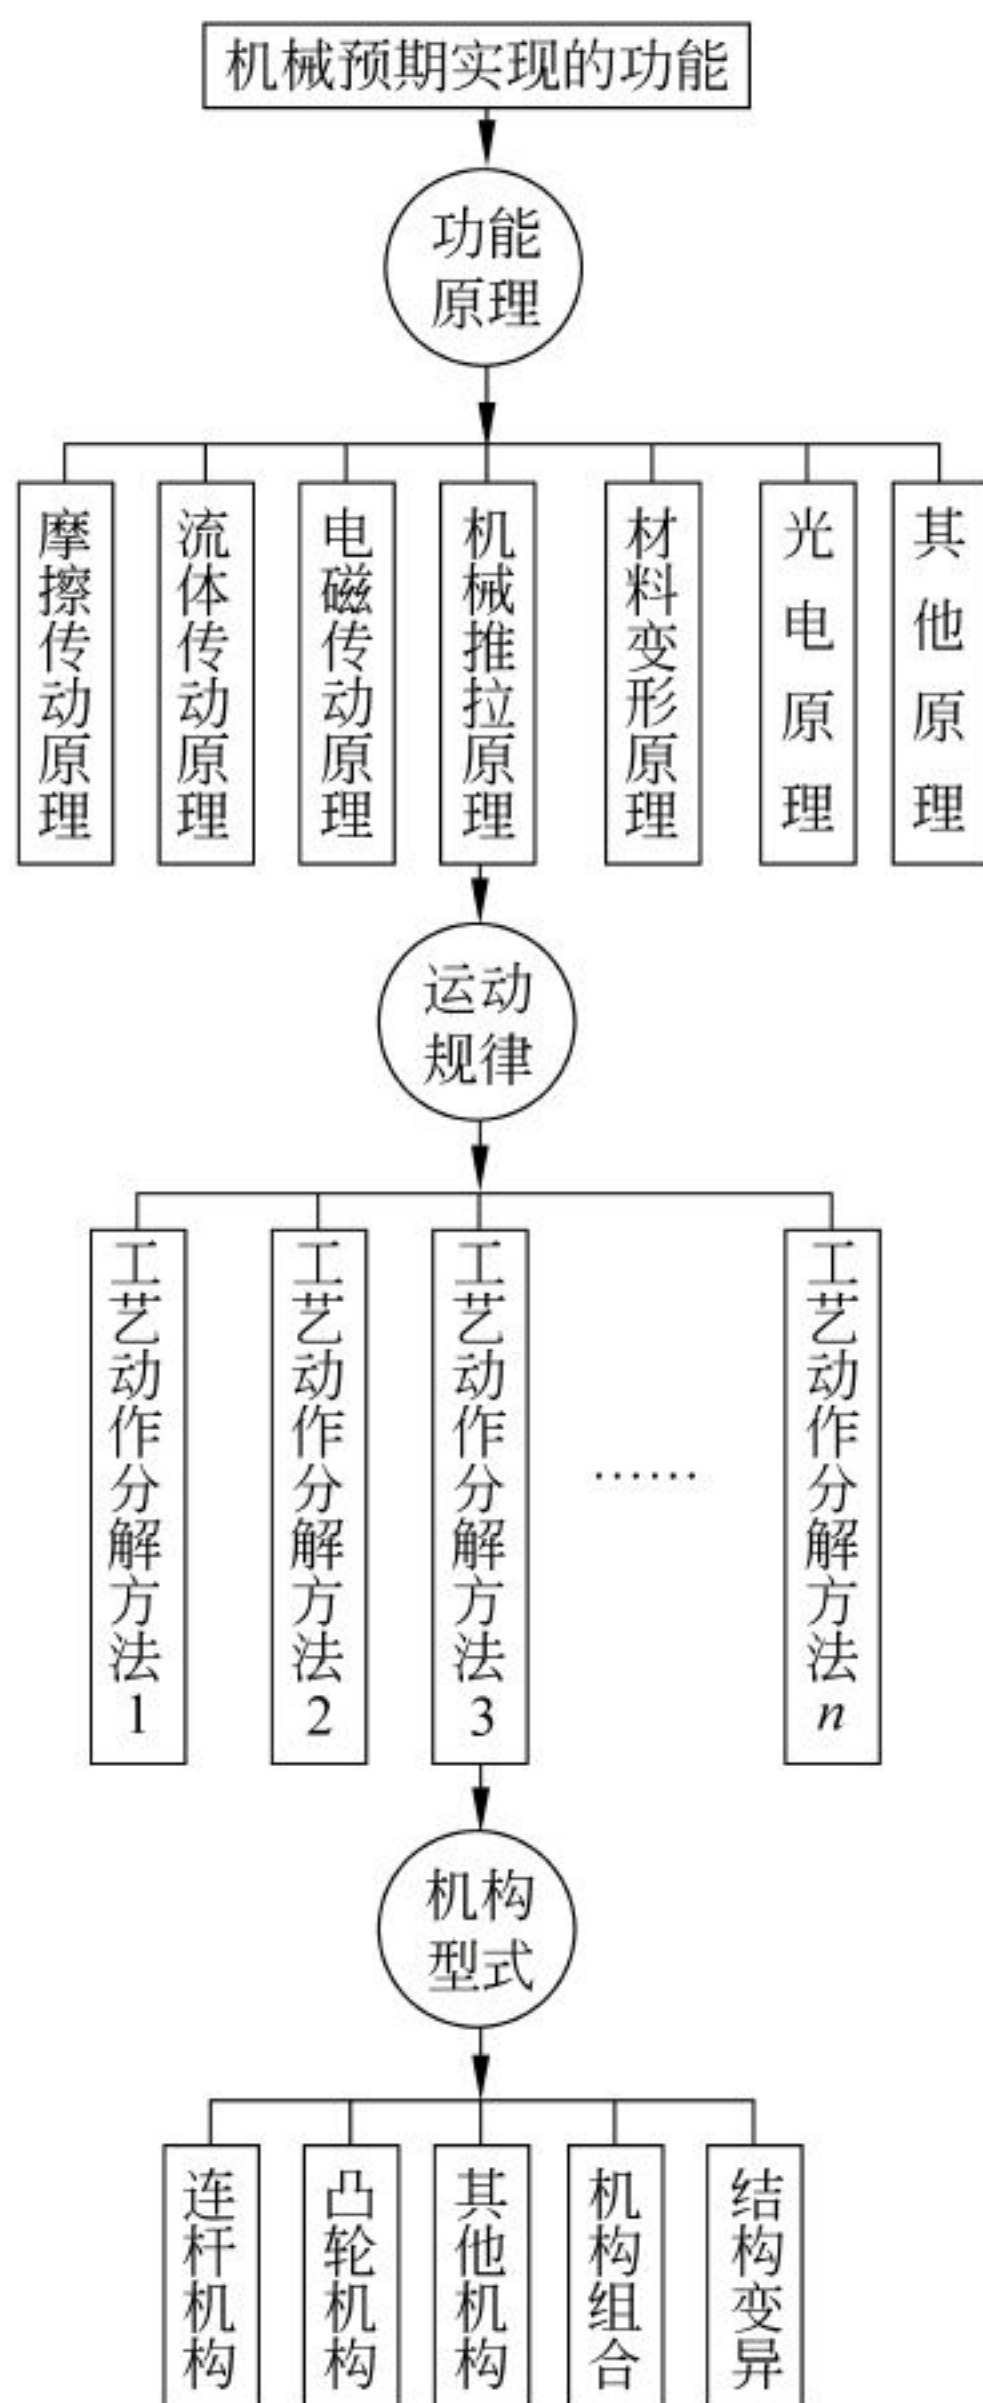 机械预期实现的功能
功能
原理
摩擦传动原理
流体传动原理
电磁传动原理
机械推拉原理
材料变形原理
光电原理
其他原理
运动
规律
工艺动作分解方法1
工艺动作分解方法2
工艺动作分解方法3
……
工艺动作分解方法n
机构
型式
连杆机构
凸轮机构
其他机构
机构组合
结构变异